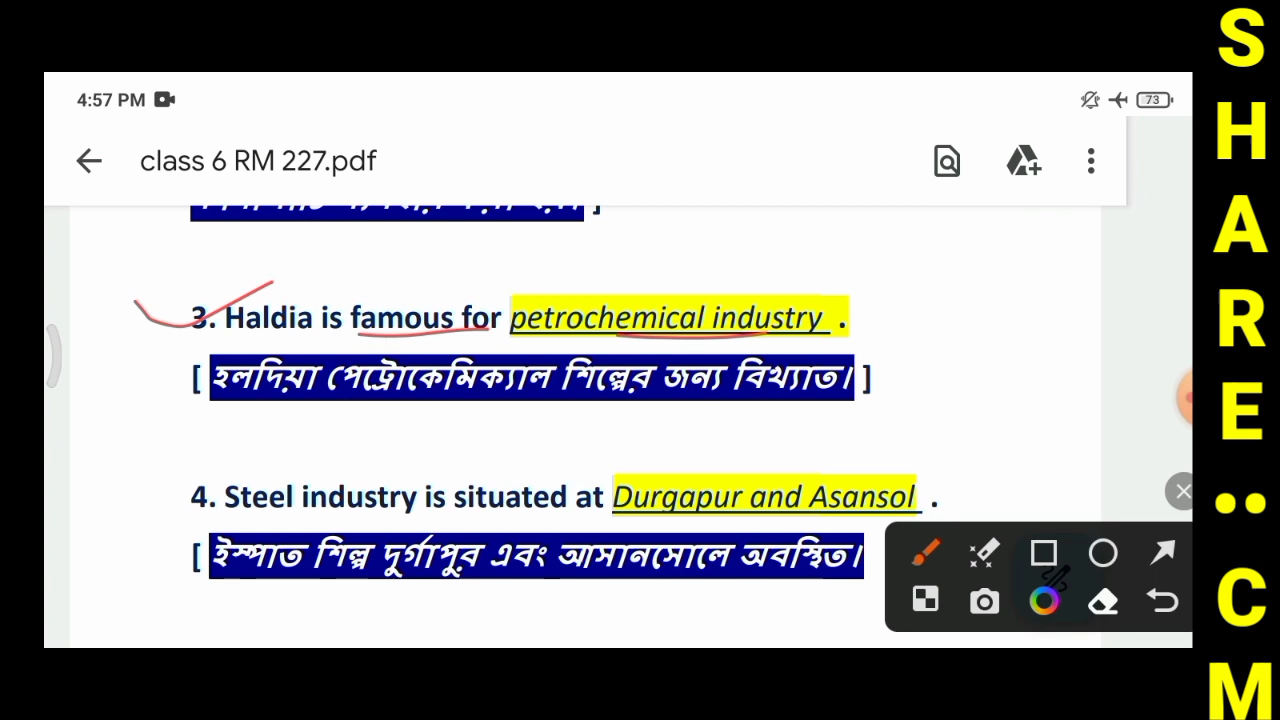 4:57 PM
73
class 6 RM 227.pdf
]
3. Haldia is famous for petrochemical industry .
[ হলদিয়া পেট্রোকেমিক্যাল শিল্পের জন্য বিখ্যাত। ]
4. Steel industry is situated at Durgapur and Asansol .
[ ইস্পাত শিল্প দুর্গাপুর এবং আসানসোলে অবস্থিত।
SHARE..CM